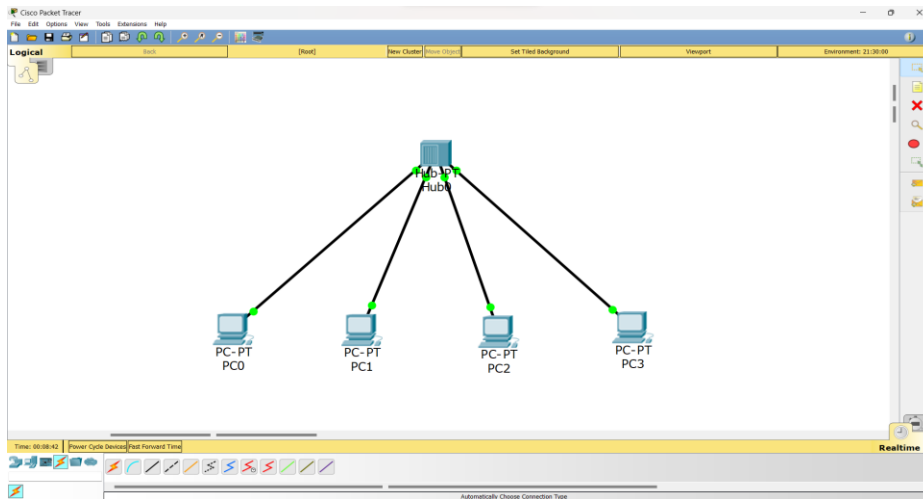 Cisco Packet Tracer
File Edit Options View Tools Extensions Help
Logical Back [Root] New Cluster Move Object Set Tiled Background Viewport Environment: 21:30:00
Hub-PT
Hub0
PC-PT PC-PT PC-PT PC-PT
PC0 PC1 PC2 PC3
Time: 00:08:42 Power Cycle Devices Fast Forward Time Realtime
Automatically Choose Connection Type